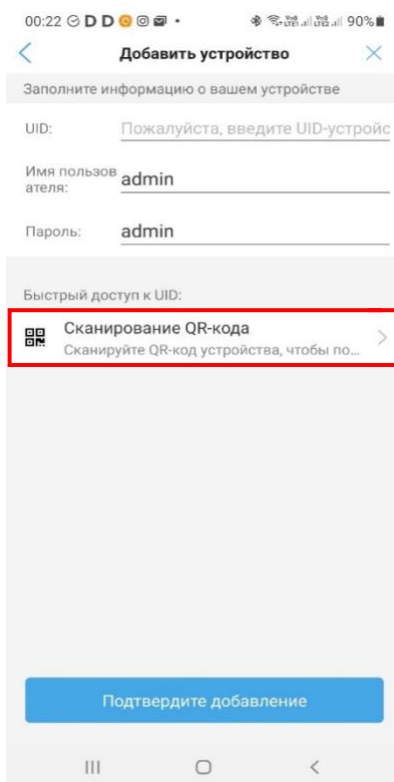 00:22 90%
Добавить устройство
Заполните информацию о вашем устройстве
UID: Пожалуйста, введите UID-устройс
Имя пользов
ателя: admin
Пароль: admin
Быстрый доступ к UID:
Сканирование QR-кода
Сканируйте QR-код устройства, чтобы по...
Подтвердите добавление